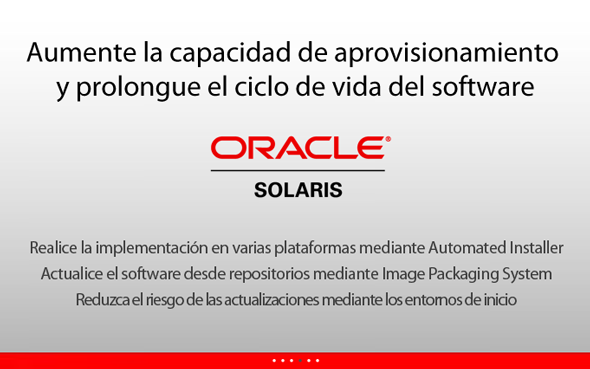 Aumente la capacidad de aprovisionamiento
y prolongue el ciclo de vida del software
ORACLE®
SOLARIS
Realice la implementación en varias plataformas mediante Automated Installer
Actualice el software desde repositorios mediante Image Packaging System
Reduzca el riesgo de las actualizaciones mediante los entornos de inicio